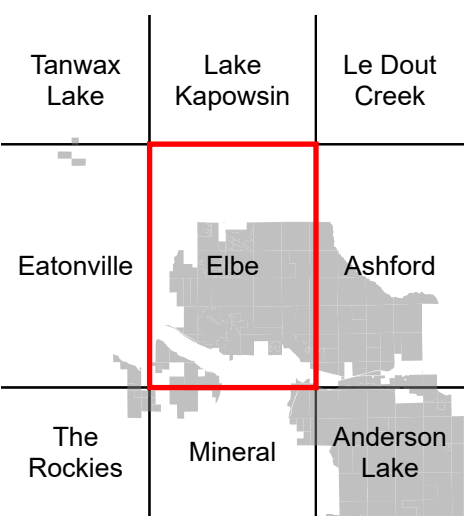 Tanwax
Lake
Lake
Kapowsin
Le Dout
Creek
Eatonville
Elbe
Ashford
The
Rockies
Mineral
Anderson
Lake